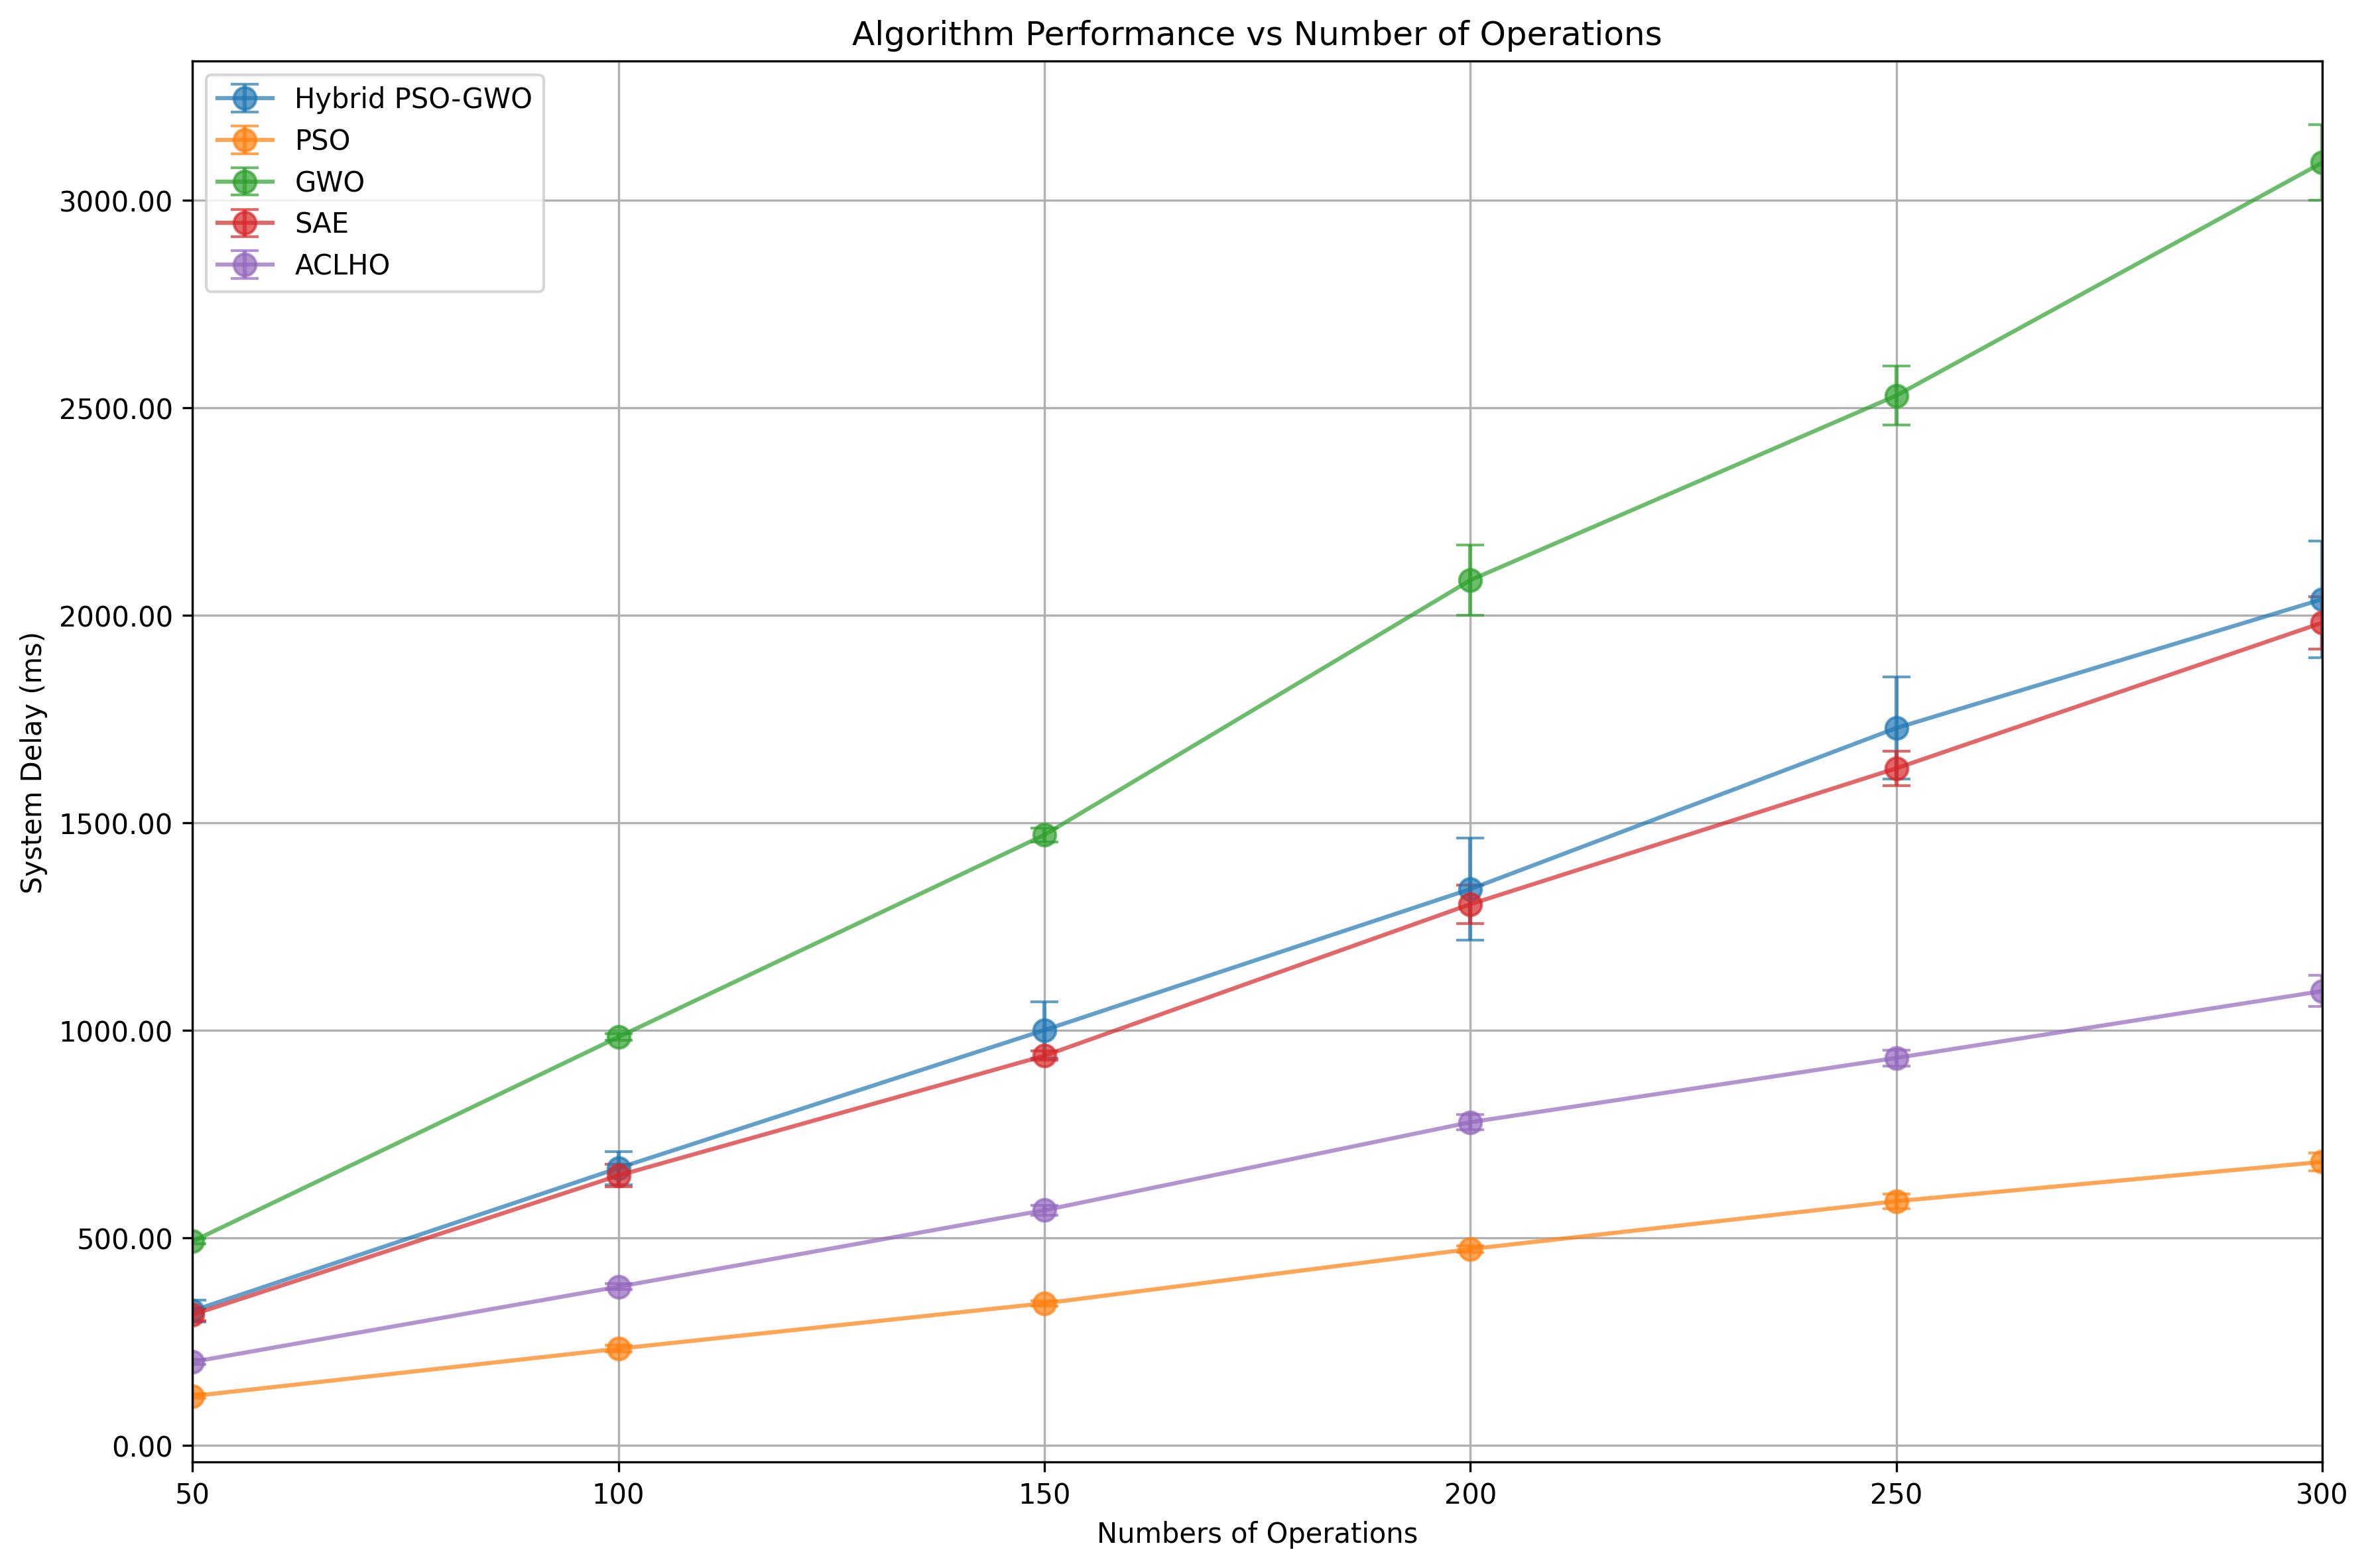 Algorithm Performance vs Number of Operations
Hybrid PSO-GWO
PSO
GWO
SAE
ACLHO
3000.00
2500.00
2000.00
1500.00
1000.00
500.00
0.00
System Delay (ms)
50 100 150 200 250 300
Numbers of Operations